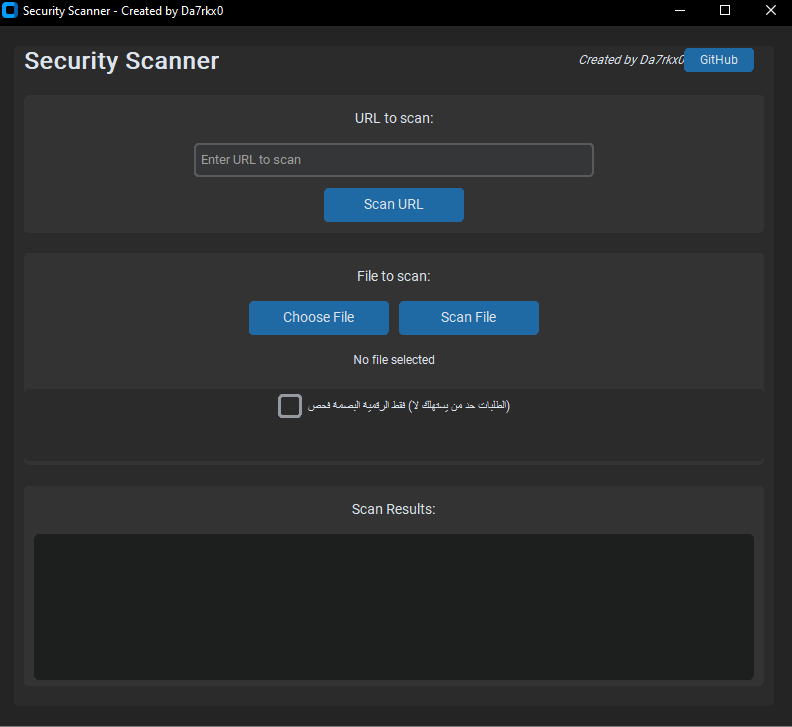 Security Scanner - Created by Da7rkx0
Security Scanner
Created by Da7rkx0
GitHub
URL to scan:
Enter URL to scan
Scan URL
File to scan:
Choose File
Scan File
No file selected
(الطلبات حد من يستهلك لا) فقط الرقمية البصمة فحص
Scan Results: